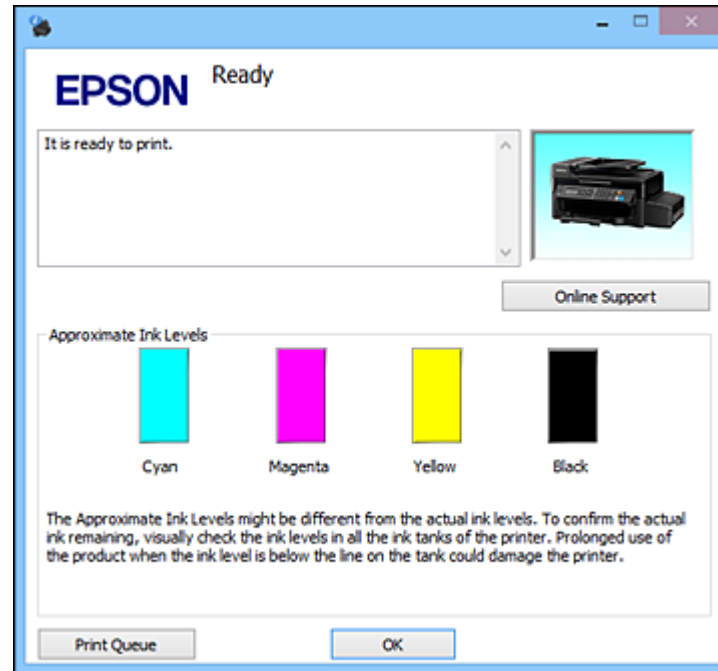 EPSON
Ready
It is ready to print.
Online Support
Approximate Ink Levels
Cyan Magenta Yellow Black
The Approximate Ink Levels might be different from the actual ink levels. To confirm the actual
ink remaining, visually check the ink levels in all the ink tanks of the printer. Prolonged use of
the product when the ink level is below the line on the tank could damage the printer.
Print Queue OK